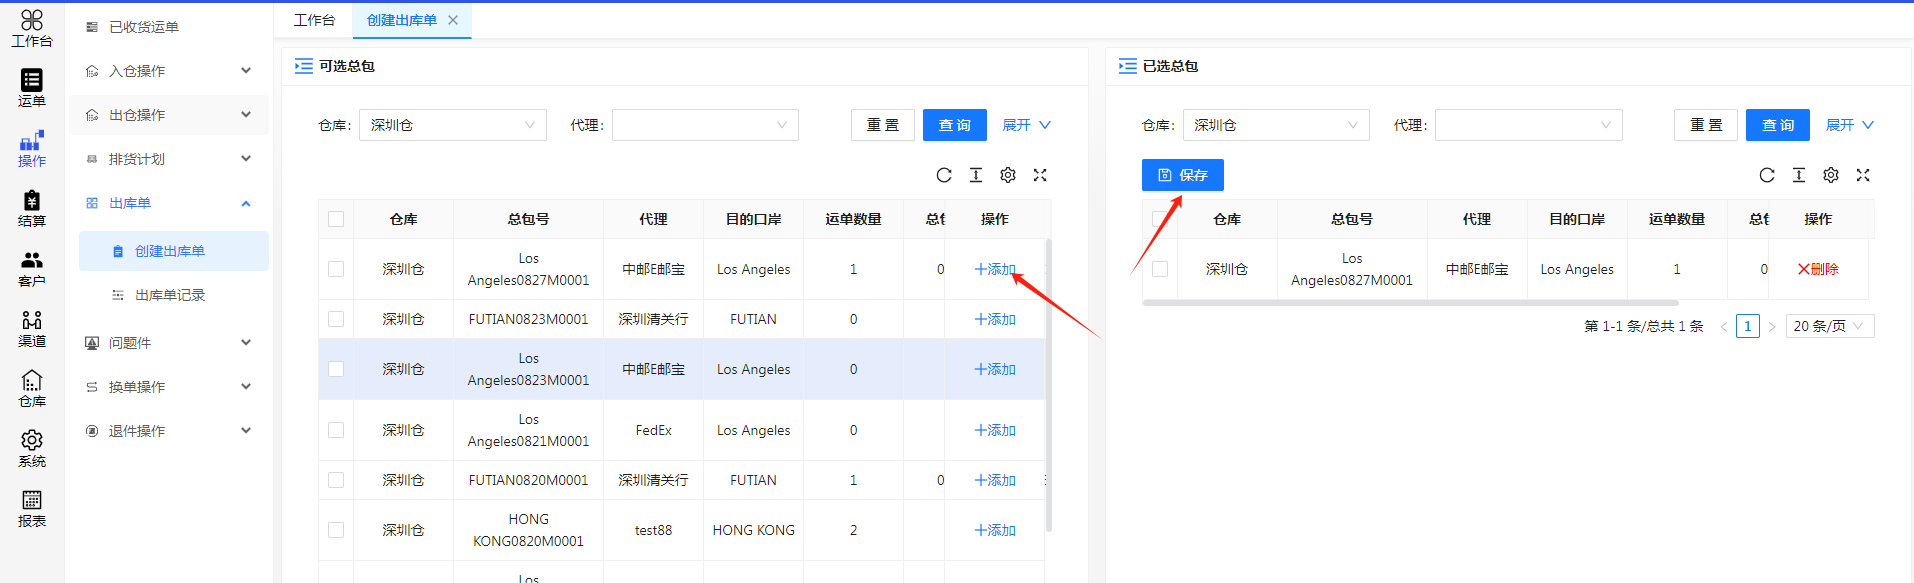 工作台
运单
操作
结算
客户
渠道
仓库
系统
报表
已收货运单
入仓操作
出仓操作
排货计划
出库单
创建出库单
出库单记录
问题件
换单操作
退件操作
工作台 创建出库单
可选总包
仓库: 深圳仓 代理: 重 置 查 询 展开
仓库 总包号 代理 目的口岸 运单数量 总 操作
深圳仓 Los Angeles0827M0001 中邮E邮宝 Los Angeles 1 0 添加
深圳仓 FUTIAN0823M0001 深圳清关行 FUTIAN 0 添加
深圳仓 Los Angeles0823M0001 中邮E邮宝 Los Angeles 0 添加
深圳仓 Los Angeles0821M0001 FedEx Los Angeles 0 添加
深圳仓 FUTIAN0820M0001 深圳清关行 FUTIAN 1 0 添加
深圳仓 HONG KONG0820M0001 test88 HONG KONG 2 添加
Los
已选总包
仓库: 深圳仓 代理: 重 置 查 询 展开
保存
仓库 总包号 代理 目的口岸 运单数量 总 操作
深圳仓 Los Angeles0827M0001 中邮E邮宝 Los Angeles 1 0 删除
第 1-1 条/总共 1 条 < 1 > 20 条/页